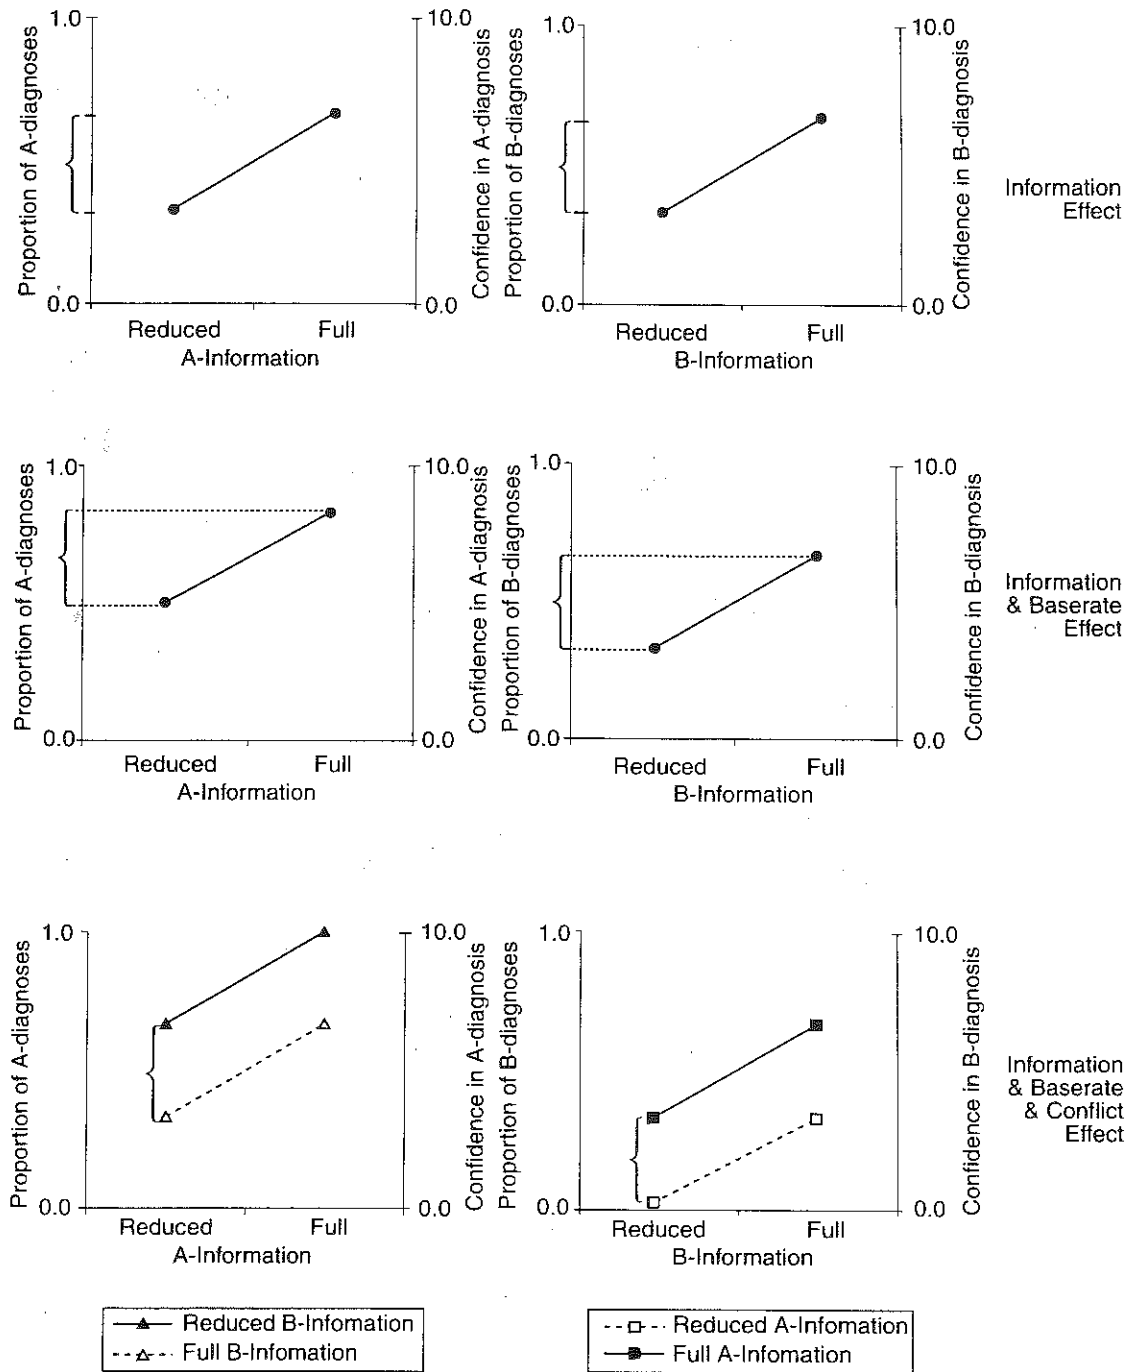 Proportion of A-diagnoses
1.0
0.0
Reduced
Full
A-Information
10.0
0.0
Confidence in A-diagnosis
Proportion of B-diagnoses
1.0
0.0
Reduced
Full
B-Information
10.0
0.0
Confidence in B-diagnosis
Information
Effect
Proportion of A-diagnoses
1.0
0.0
Reduced
Full
A-Information
10.0
0.0
Confidence in A-diagnosis
Proportion of B-diagnoses
1.0
0.0
Reduced
Full
B-Information
10.0
0.0
Confidence in B-diagnosis
Information
& Baserate
Effect
Proportion of A-diagnoses
1.0
0.0
Reduced
Full
A-Information
10.0
0.0
Confidence in A-diagnosis
Proportion of B-diagnoses
1.0
0.0
Reduced
Full
B-Information
10.0
0.0
Confidence in B-diagnosis
Information
& Baserate
& Conflict
Effect
Reduced B-Infomation
Full B-Infomation
Reduced A-Infomation
Full A-Infomation